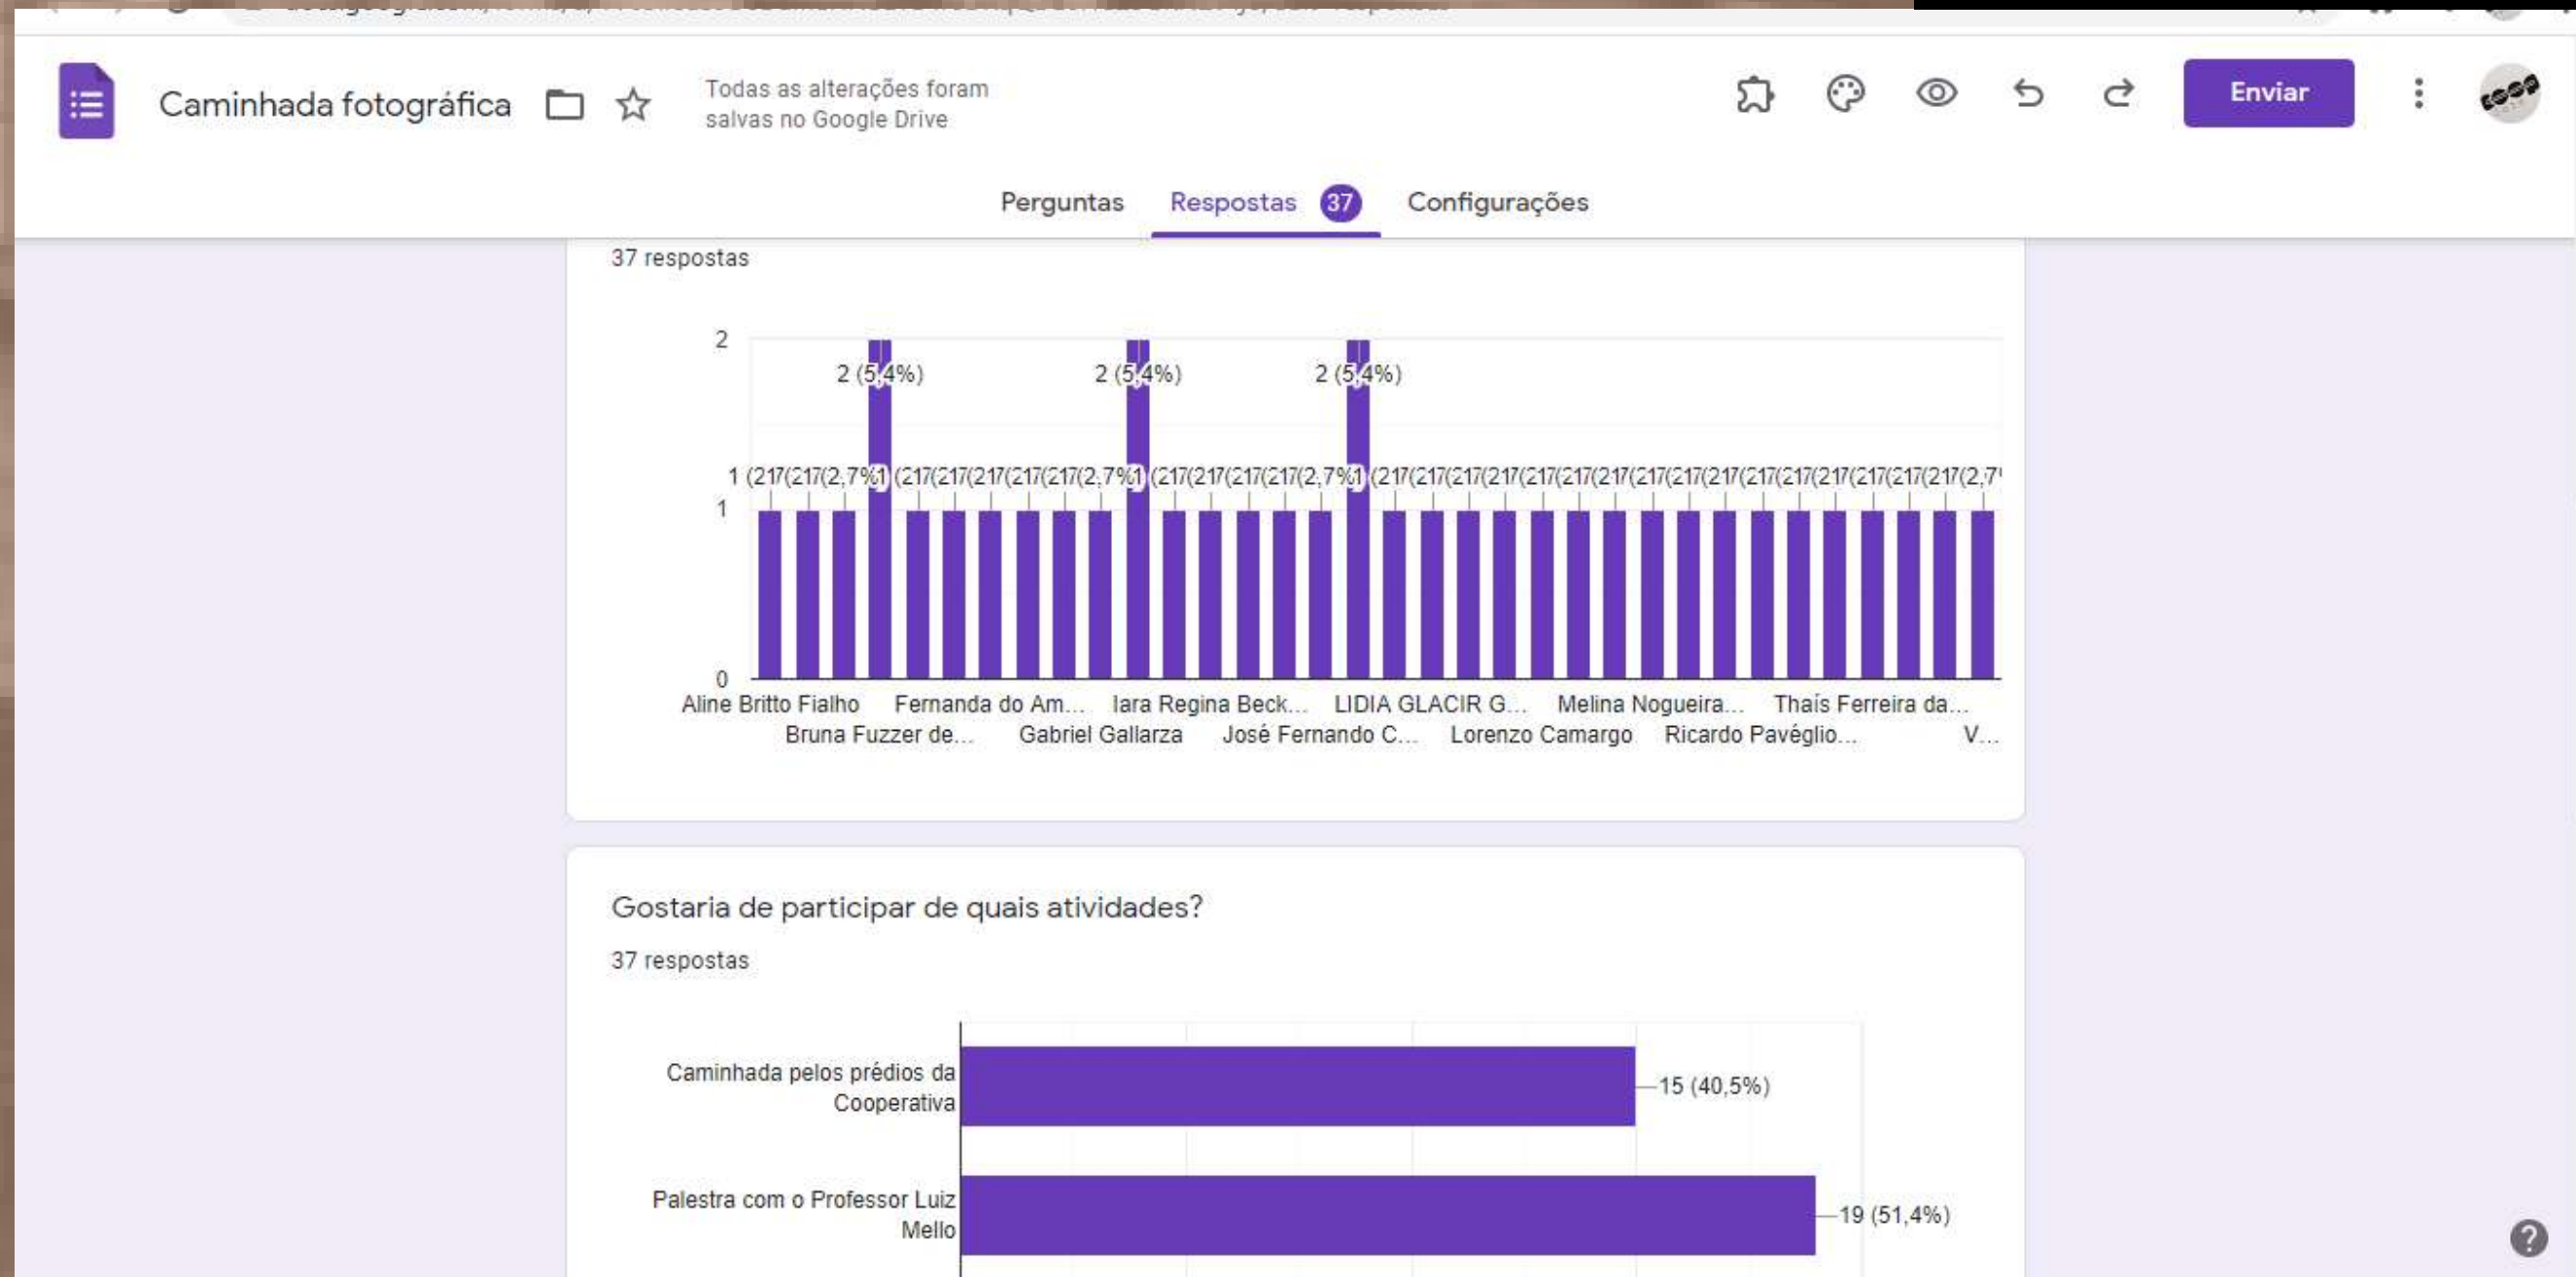 Caminhada fotográfica
Todas as alterações foram
salvas no Google Drive
Enviar
COOP
Perguntas Respostas 37 Configurações
37 respostas
2
2 (5,4%) 2 (5,4%) 2 (5,4%)
1
0
Aline Britto Fialho Fernanda do Am... Iara Regina Beck... LIDIA GLACIR G... Melina Nogueira... Thaís Ferreira da...
Bruna Fuzzer de... Gabriel Gallarza José Fernando C... Lorenzo Camargo Ricardo Pavéglio... V...
Gostaria de participar de quais atividades?
37 respostas
Caminhada pelos prédios da
Cooperativa
15 (40,5%)
Palestra com o Professor Luiz
Mello
19 (51,4%)